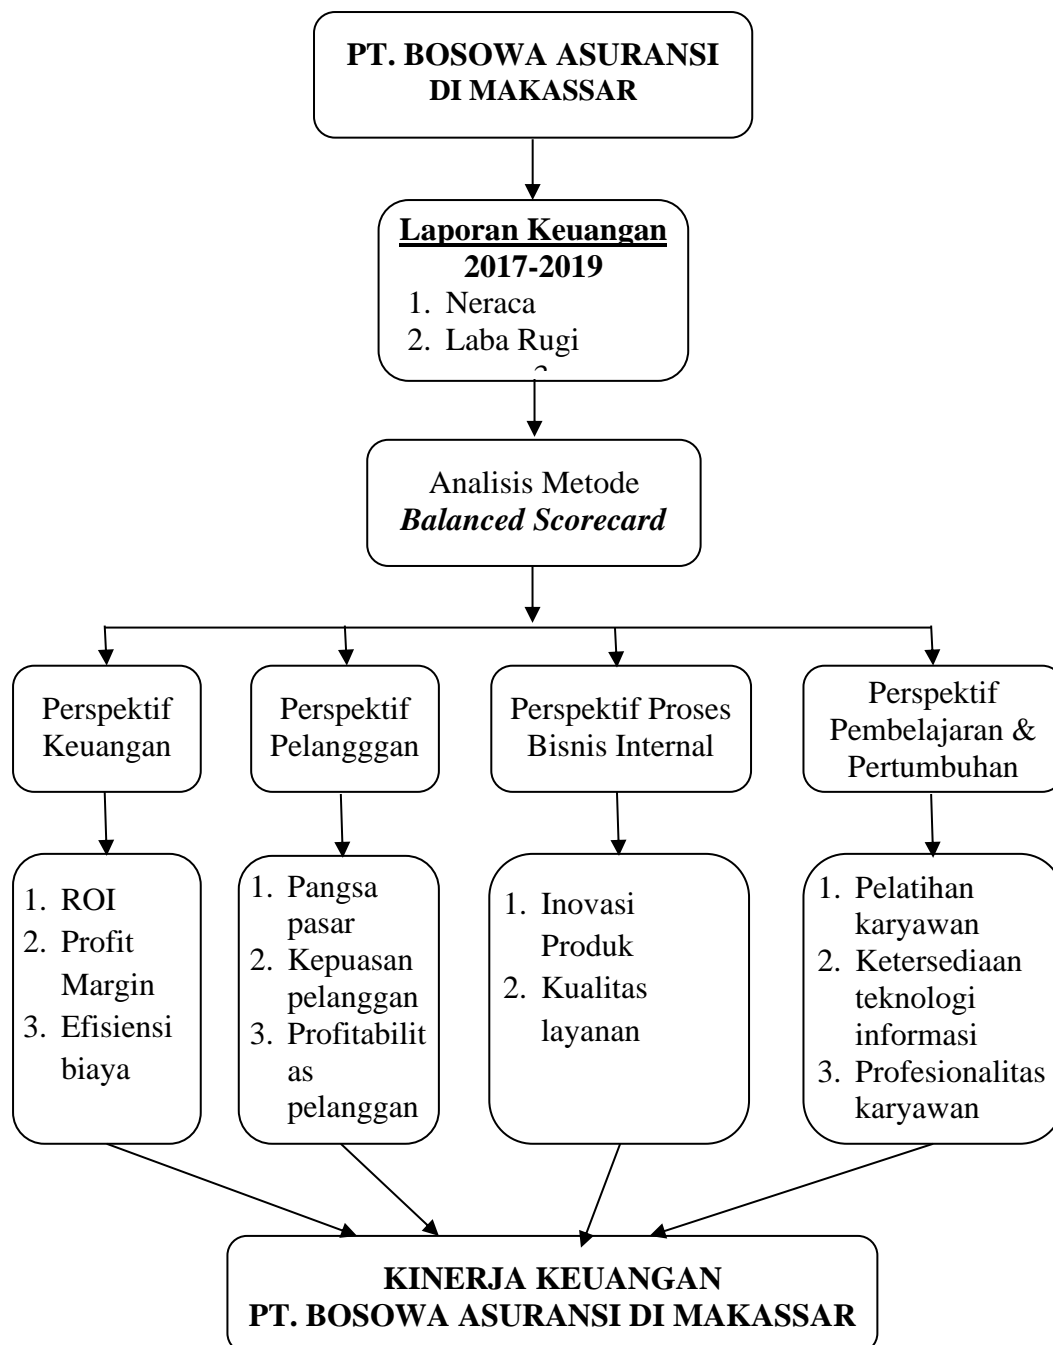 PT. BOSOWA ASURANSI
DI MAKASSAR
Laporan Keuangan
2017-2019
1. Neraca
2. Laba Rugi
Analisis Metode
Balanced Scorecard
Perspektif
Keuangan
Perspektif
Pelangggan
Perspektif Proses
Bisnis Internal
Perspektif
Pembelajaran &
Pertumbuhan
1. ROI
2. Profit
Margin
3. Efisiensi
biaya
1. Pangsa
pasar
2. Kepuasan
pelanggan
3. Profitabilit
as
pelanggan
1. Inovasi
Produk
2. Kualitas
layanan
1. Pelatihan
karyawan
2. Ketersediaan
teknologi
informasi
3. Profesionalitas
karyawan
KINERJA KEUANGAN
PT. BOSOWA ASURANSI DI MAKASSAR